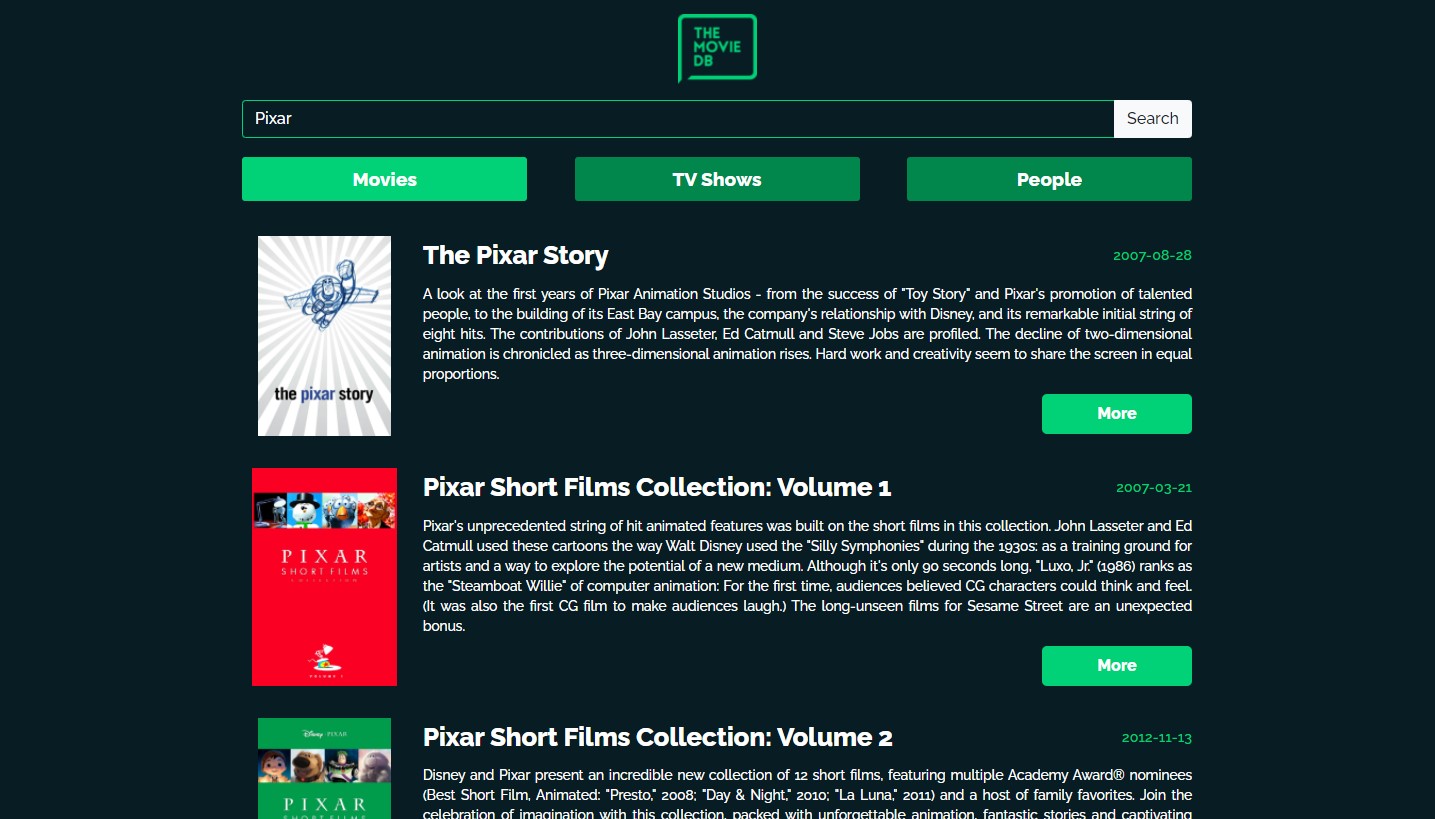 THE
MOVIE
DB
Pixar
Search
Movies
TV Shows
People
the pixar story
The Pixar Story
2007-08-28
A look at the first years of Pixar Animation Studios - from the success of "Toy Story" and Pixar's promotion of talented
people, to the building of its East Bay campus, the company's relationship with Disney, and its remarkable initial string of
eight hits. The contributions of John Lasseter, Ed Catmull and Steve Jobs are profiled. The decline of two-dimensional
animation is chronicled as three-dimensional animation rises. Hard work and creativity seem to share the screen in equal
proportions.
More
PIXAR
SHORT FILMS
COLLECTION
VOLUME 1
Pixar Short Films Collection: Volume 1
2007-03-21
Pixar's unprecedented string of hit animated features was built on the short films in this collection. John Lasseter and Ed
Catmull used these cartoons the way Walt Disney used the "Silly Symphonies" during the 1930s: as a training ground for
artists and a way to explore the potential of a new medium. Although it's only 90 seconds long, "Luxo, Jr." (1986) ranks as
the "Steamboat Willie" of computer animation: For the first time, audiences believed CG characters could think and feel.
(It was also the first CG film to make audiences laugh.) The long-unseen films for Sesame Street are an unexpected
bonus.
More
Disney PIXAR
PIXAR
SHORT FILMS
Pixar Short Films Collection: Volume 2
2012-11-13
Disney and Pixar present an incredible new collection of 12 short films, featuring multiple Academy Award® nominees
(Best Short Film, Animated: "Presto," 2008; "Day & Night," 2010; "La Luna," 2011) and a host of family favorites. Join the
celebration of imagination with this collection, packed with unforgettable animation, fantastic stories and captivating